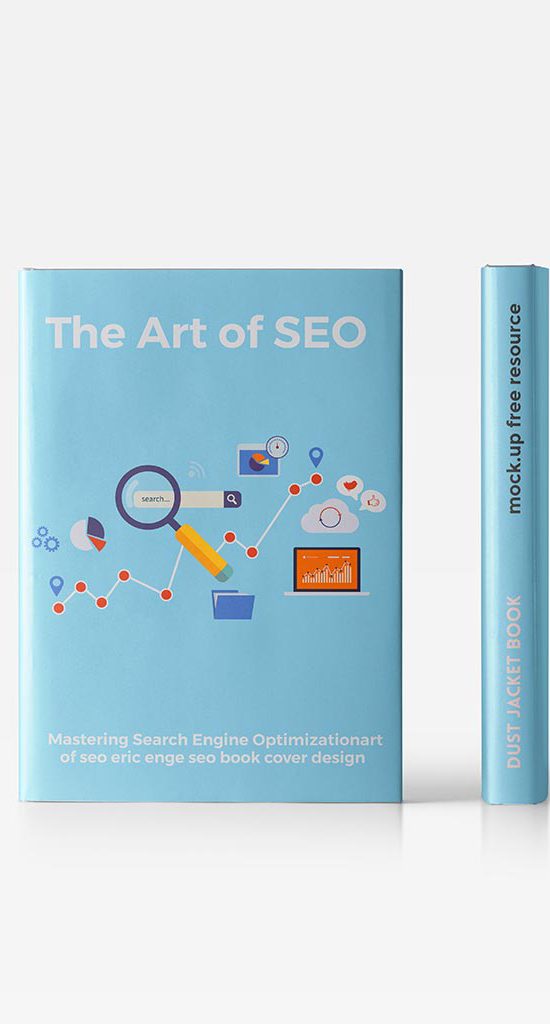 The Art of SEO
search...
Mastering Search Engine Optimizationart
of seo eric enge seo book cover design
mock.up free resource
DUST JACKET BOOK